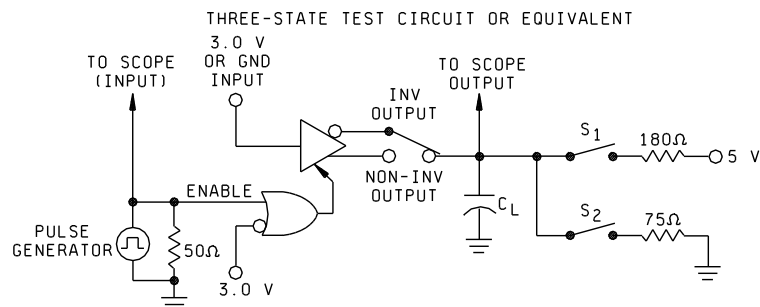 THREE-STATE TEST CIRCUIT OR EQUIVALENT
3.0 V
OR GND
INPUT
TO SCOPE
(INPUT)
TO SCOPE
OUTPUT
INV
OUTPUT
S1
180Ω
5 V
NON-INV
OUTPUT
ENABLE
CL
S2
75Ω
PULSE
GENERATOR
50Ω
3.0 V